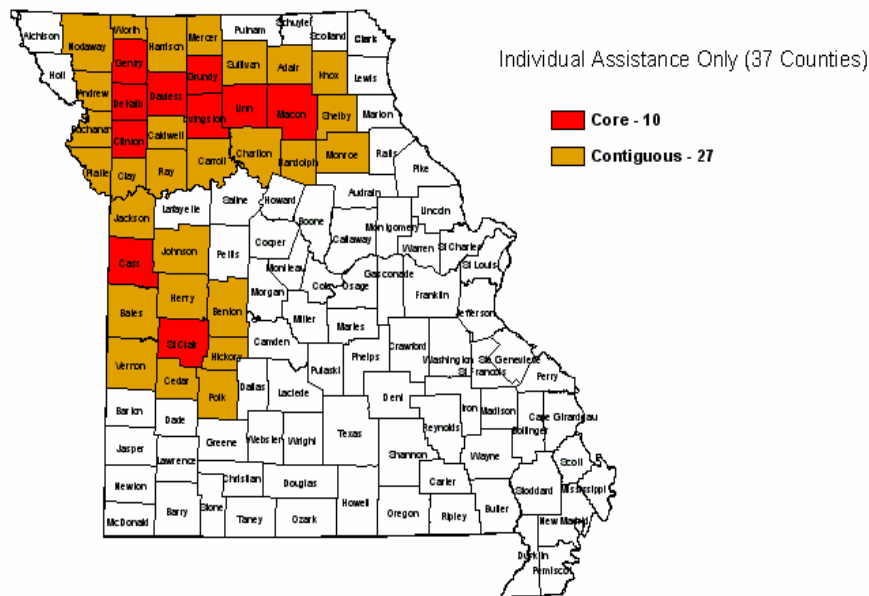 Individual Assistance Only (37 Counties)
Core - 10
Contiguous - 27
Atchison
Nodaway
Worth
Harrison
Mercer
Putnam
Schuyler
Scotland
Clark
Holt
Gentry
Grundy
Sullivan
Adair
Knox
Lewis
Andrew
DeKalb
Daviess
Livingston
Linn
Macon
Shelby
Marion
Buchanan
Clinton
Caldwell
Carroll
Chariton
Randolph
Monroe
Ralls
Pike
Platte
Clay
Ray
Jackson
Lafayette
Saline
Howard
Boone
Audrain
Callaway
Montgomery
Lincoln
Warren
St Charles
St Louis
Cass
Johnson
Pettis
Cooper
Moniteau
Cole
Osage
Gasconade
Franklin
Jefferson
Bates
Henry
Benton
Morgan
Miller
Maries
St Clair
Hickory
Camden
Pulaski
Phelps
Crawford
Washington
Ste Genevieve
St Francois
Perry
Vernon
Cedar
Polk
Dallas
Laclede
Dent
Iron
Madison
Cape Girardeau
Bollinger
Barton
Dade
Greene
Webster
Wright
Texas
Reynolds
Jasper
Lawrence
Shannon
Wayne
Scott
Newton
Christian
Douglas
Carter
Stoddard
Mississippi
McDonald
Barry
Stone
Taney
Ozark
Howell
Oregon
Ripley
Butler
New Madrid
Dunklin
Pemiscot